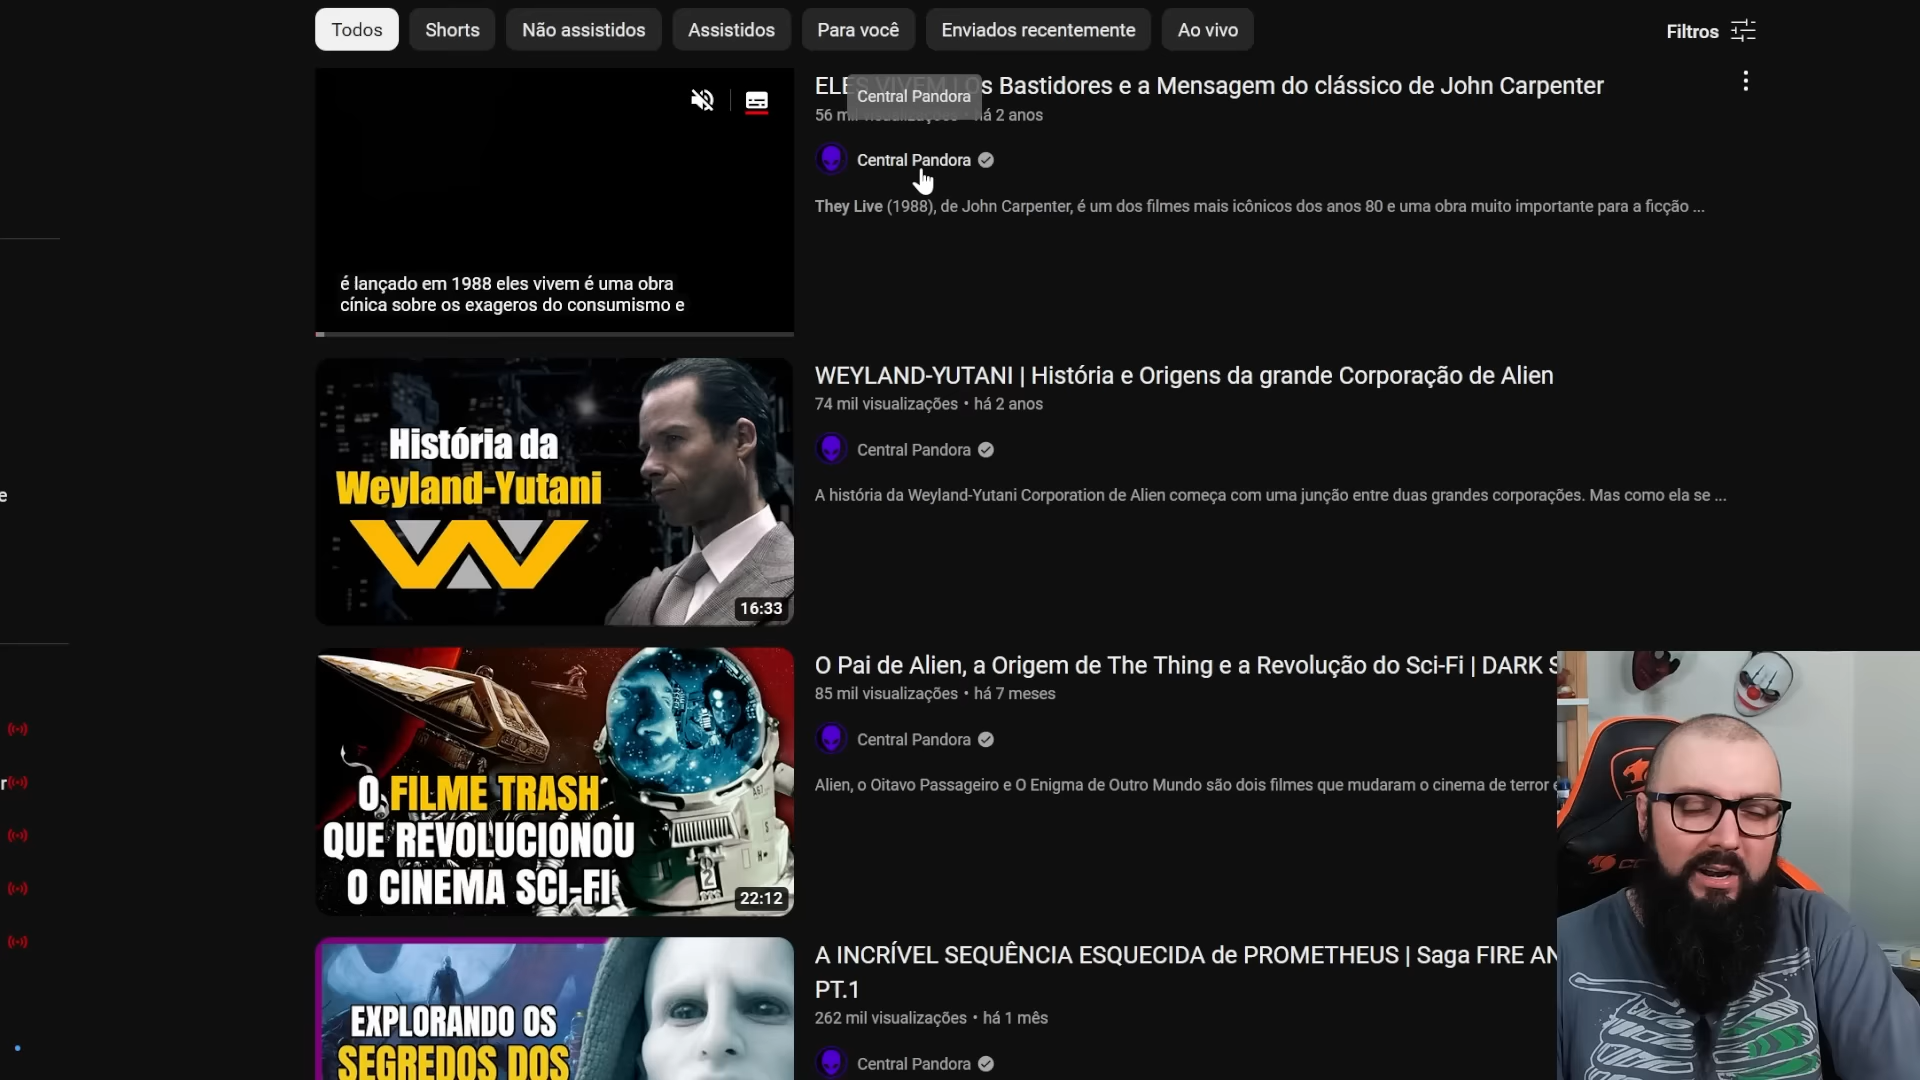 Todos
Shorts
Não assistidos
Assistidos
Para você
Enviados recentemente
Ao vivo
Filtros
ELES VIVEM | Os Bastidores e a Mensagem do clássico de John Carpenter
Central Pandora
56 mil visualizações • há 2 anos
Central Pandora
They Live (1988), de John Carpenter, é um dos filmes mais icônicos dos anos 80 e uma obra muito importante para a ficção ...
é lançado em 1988 eles vivem é uma obra
cínica sobre os exageros do consumismo e
História da
Weyland-Yutani
16:33
WEYLAND-YUTANI | História e Origens da grande Corporação de Alien
74 mil visualizações • há 2 anos
Central Pandora
A história da Weyland-Yutani Corporation de Alien começa com uma junção entre duas grandes corporações. Mas como ela se ...
e
O FILME TRASH
QUE REVOLUCIONOU
O CINEMA SCI-FI
2
22:12
O Pai de Alien, a Origem de The Thing e a Revolução do Sci-Fi | DARK S
85 mil visualizações • há 7 meses
Central Pandora
Alien, o Oitavo Passageiro e O Enigma de Outro Mundo são dois filmes que mudaram o cinema de terror e
r
EXPLORANDO OS
SEGREDOS DOS
A INCRÍVEL SEQUÊNCIA ESQUECIDA de PROMETHEUS | Saga FIRE AN
PT.1
262 mil visualizações • há 1 mês
Central Pandora